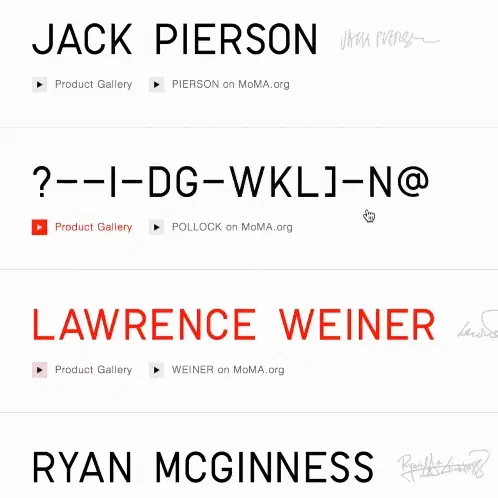 JACK PIERSON
Product Gallery PIERSON on MoMA.org
?--I-DG-WKL]-N@
Product Gallery POLLOCK on MoMA.org
LAWRENCE WEINER
Product Gallery WEINER on MoMA.org
RYAN MCGINNESS